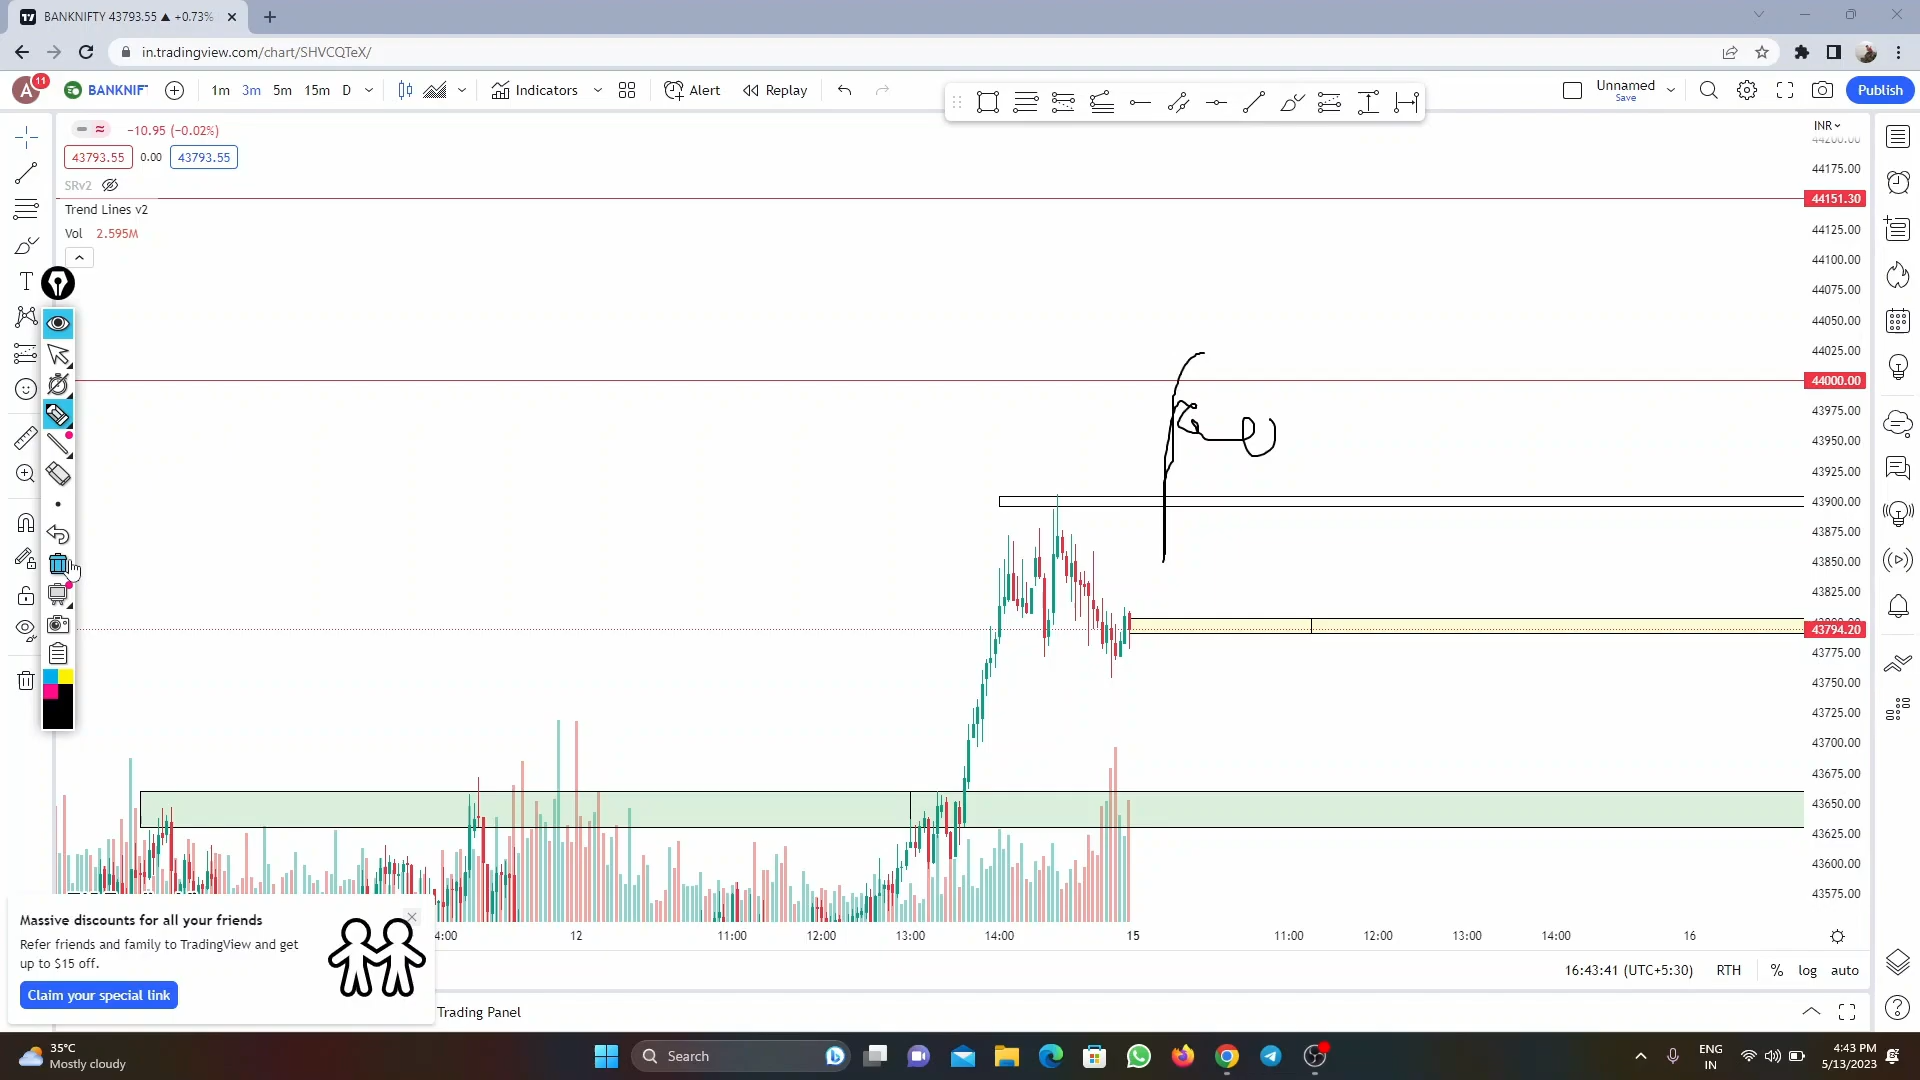 BANKNIFTY 43793.55 ▲ +0.73%
in.tradingview.com/chart/SHVCQTeX/
A 11 BANKNIF 1m 3m 5m 15m D Indicators Alert Replay Unnamed Save Publish
−10.95 (−0.02%)
INR
44200.00
43793.55 0.00 43793.55
44175.00
SRv2
44151.30
Trend Lines v2
Vol 2.595M
44125.00
44100.00
44075.00
44050.00
44025.00
44000.00
43975.00
43950.00
43925.00
43900.00
43875.00
43850.00
43825.00
43794.20
43775.00
43750.00
43725.00
43700.00
43675.00
43650.00
43625.00
43600.00
43575.00
4:00 12 11:00 12:00 13:00 14:00 15 11:00 12:00 13:00 14:00 16
Massive discounts for all your friends
Refer friends and family to TradingView and get
up to $15 off.
Claim your special link
16:43:41 (UTC+5:30) RTH % log auto
Trading Panel
35°C
Mostly cloudy
Search
ENG
IN
4:43 PM
5/13/2023